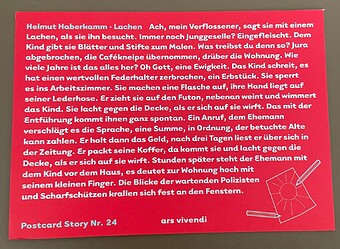 Helmut Haberkamm · Lachen Ach, mein Verflossener, sagt sie mit einem
Lachen, als sie ihn besucht. Immer noch Junggeselle? Eingefleischt. Dem
Kind gibt sie Blätter und Stifte zum Malen. Was treibst du denn so? Jura
abgebrochen, die Cafékneipe übernommen, drüber die Wohnung. Wie
viele Jahre ist das alles her? Oh Gott, eine Ewigkeit. Das Kind schreit, es
hat einen wertvollen Federhalter zerbrochen, ein Erbstück. Sie sperrt
es ins Arbeitszimmer. Sie machen eine Flasche auf, ihre Hand liegt auf
seiner Lederhose. Er zieht sie auf den Futon, nebenan weint und wimmert
das Kind. Sie lacht gegen die Decke, als er sich auf sie wirft. Das mit der
Entführung kommt ihnen ganz spontan. Ein Anruf, dem Ehemann
verschlägt es die Sprache, eine Summe, in Ordnung, der betuchte Alte
kann zahlen. Er holt dann das Geld, nach drei Tagen liest er über sich in
der Zeitung. Er packt seine Koffer, da kommt sie und lacht gegen die
Decke, als er sich auf sie wirft. Stunden später steht der Ehemann mit
dem Kind vor dem Haus, es deutet zur Wohnung hoch mit
seinem kleinen Finger. Die Blicke der wartenden Polizisten
und Scharfschützen krallen sich fest an den Fenstern.
Postcard Story Nr. 24 ars vivendi